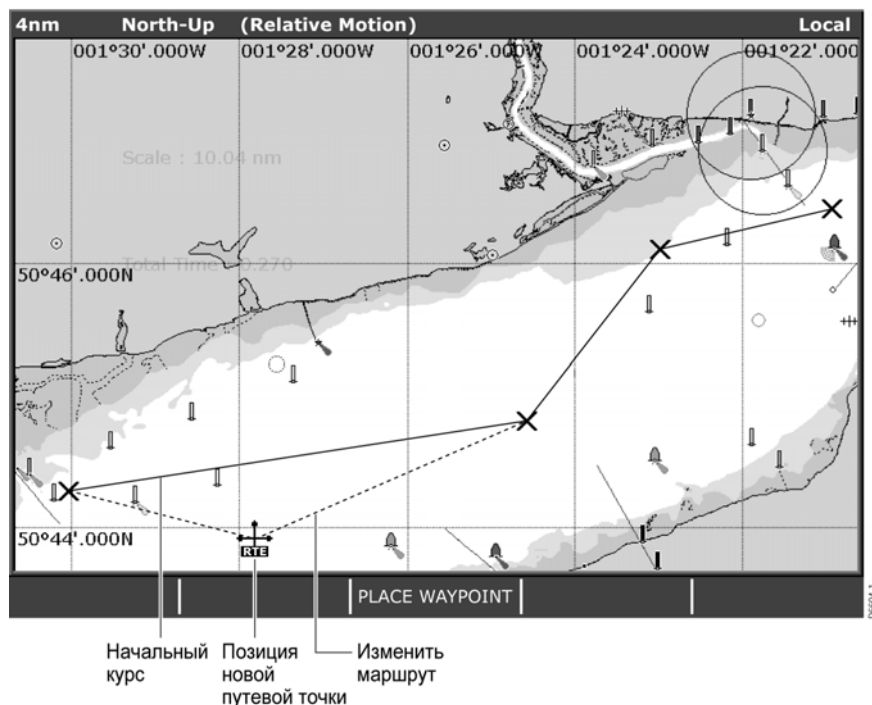 4nm North-Up (Relative Motion) Local
001°30'.000W 001°28'.000W 001°26'.000W 001°24'.000W 001°22'.000
Scale : 10.04 nm
Total Time : 0.270
50°46'.000N
50°44'.000N
RTE
PLACE WAYPOINT
Начальный курс
Позиция новой путевой точки
Изменить маршрут